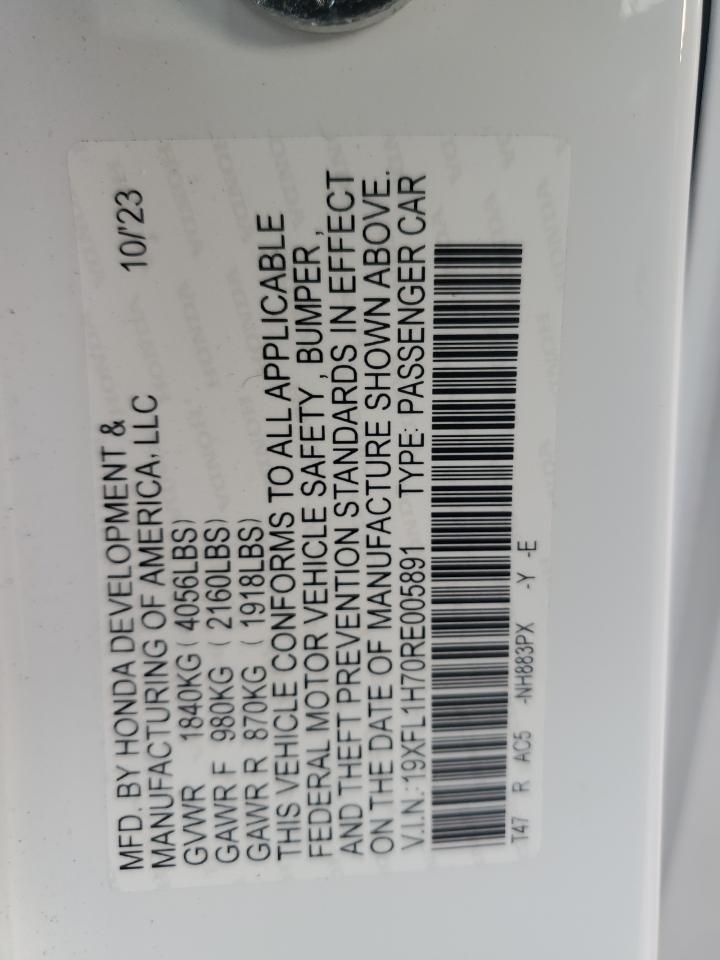 MFD. BY HONDA DEVELOPMENT &
MANUFACTURING OF AMERICA, LLC 10/'23
GVWR 1840KG ( 4056LBS)
GAWR F 980KG ( 2160LBS)
GAWR R 870KG ( 1918LBS)
THIS VEHICLE CONFORMS TO ALL APPLICABLE
FEDERAL MOTOR VEHICLE SAFETY , BUMPER ,
AND THEFT PREVENTION STANDARDS IN EFFECT
ON THE DATE OF MANUFACTURE SHOWN ABOVE.
V.I.N.:19XFL1H70RE005891 TYPE: PASSENGER CAR
T47 R AC5 -NH883PX -Y -E